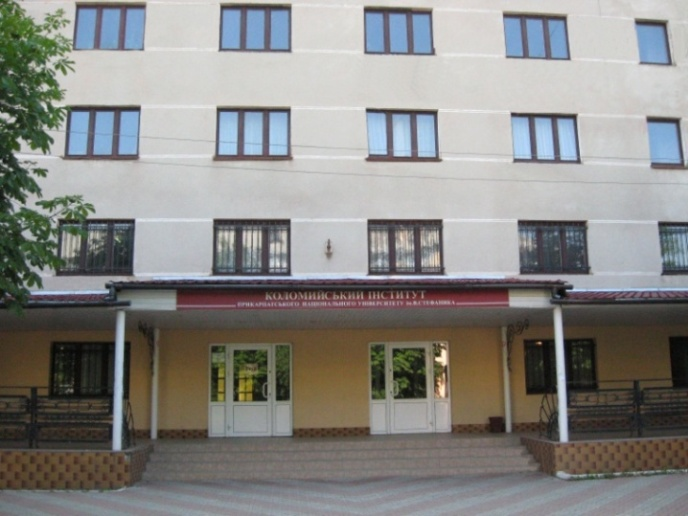 КОЛОМИЙСЬКИЙ ІНСТИТУТ
ПРИКАРПАТСЬКОГО НАЦІОНАЛЬНОГО УНІВЕРСИТЕТУ ім.В.СТЕФАНИКА